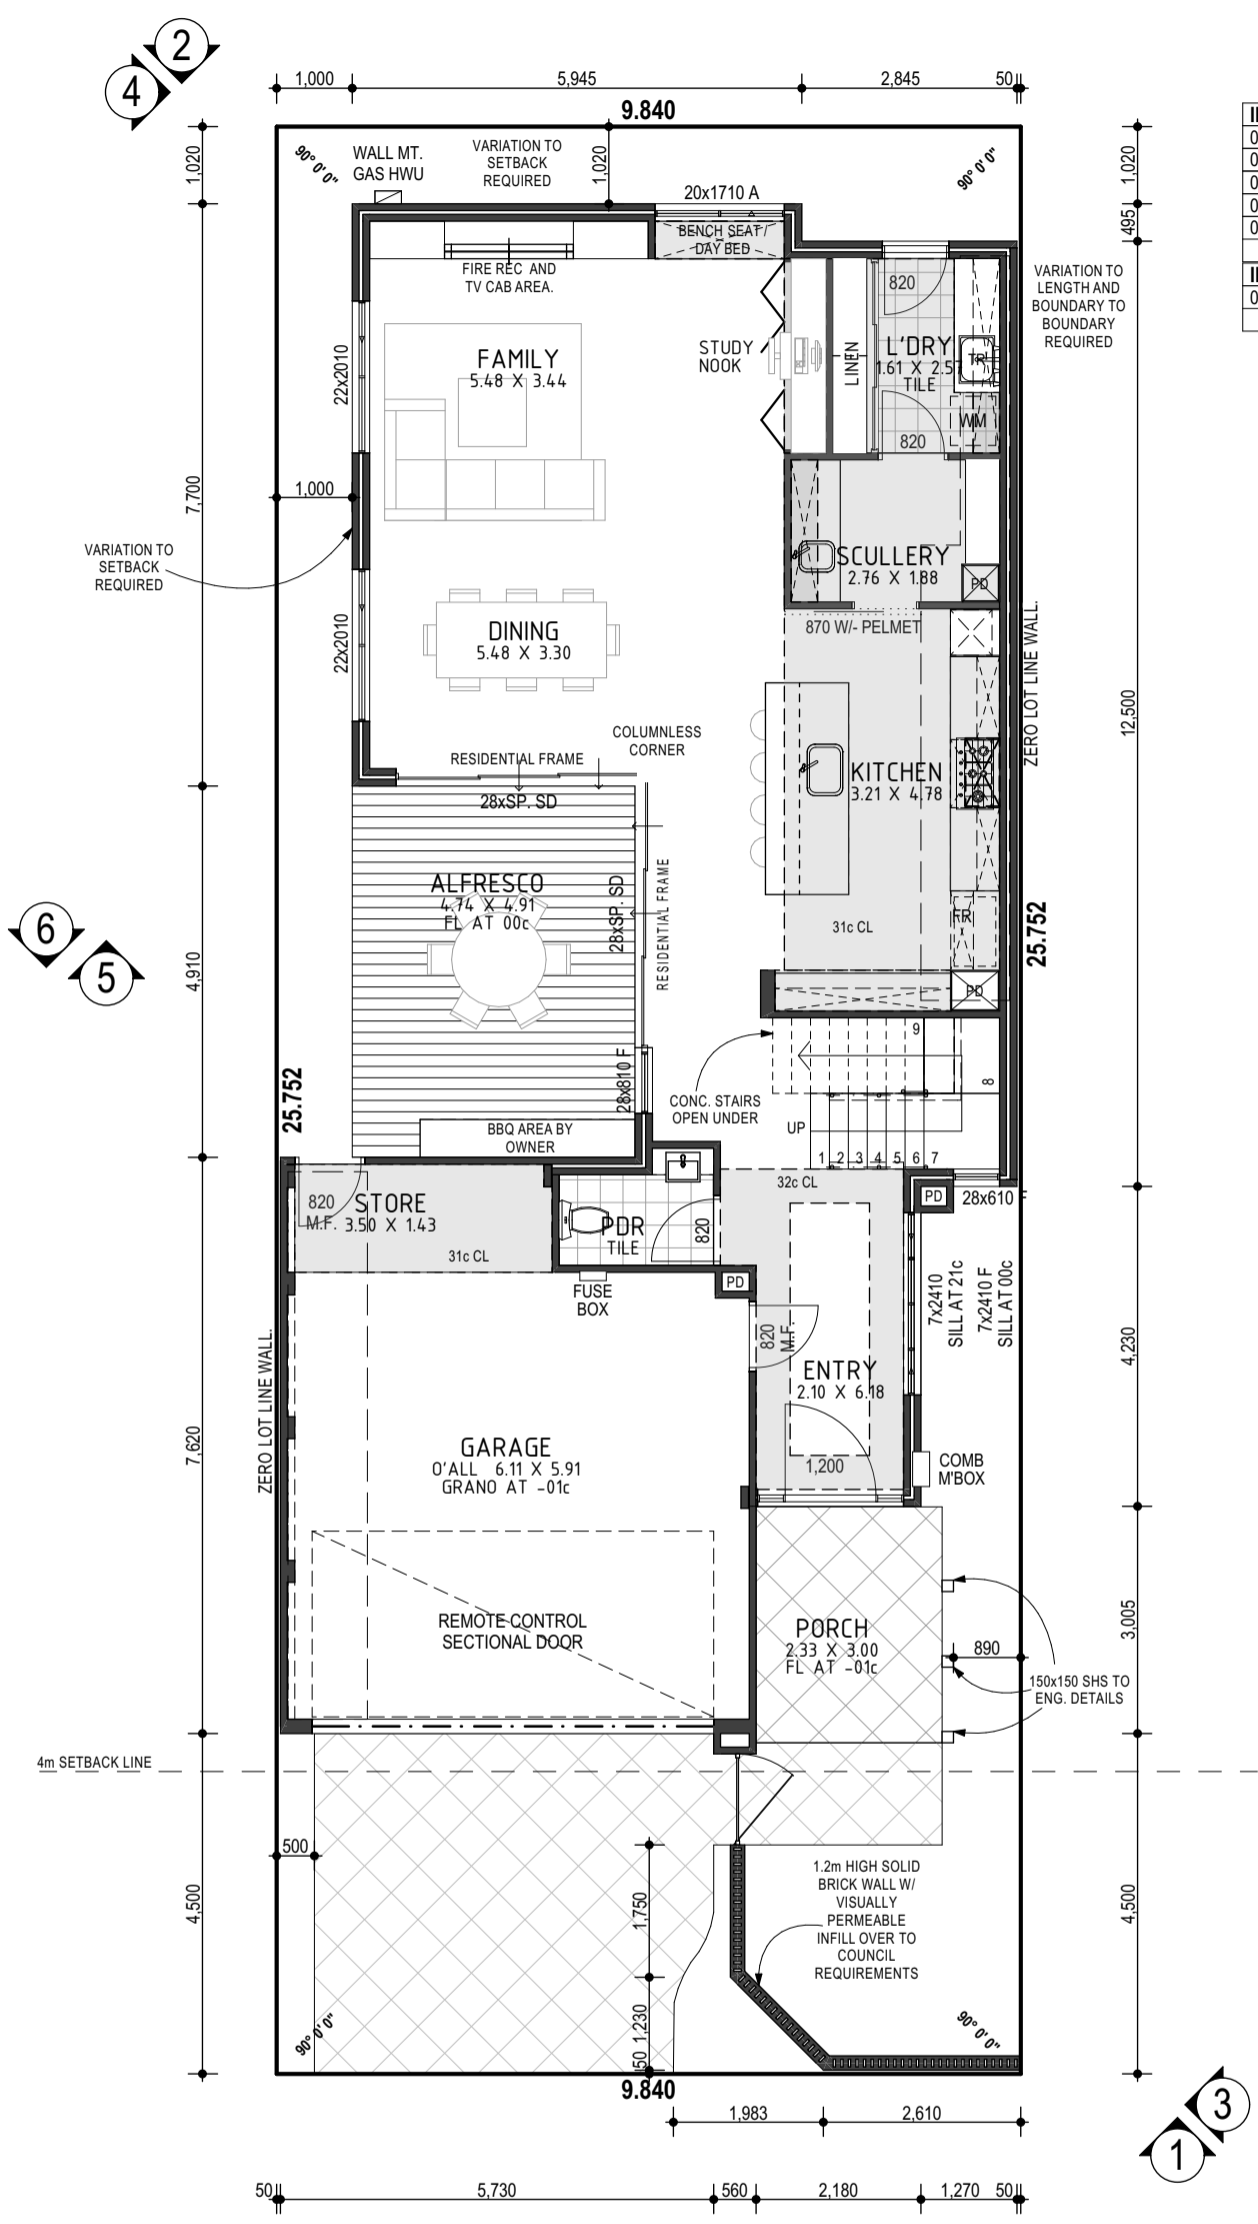 2
4
1,000
5,945
2,845
50
9.840
1,020
90° 0' 0"
WALL MT.
GAS HWU
VARIATION TO
SETBACK
REQUIRED
1,020
90° 0' 0"
1,020
495
20x1710 A
BENCH SEAT /
DAY BED
FIRE REC AND
TV CAB AREA.
VARIATION TO
LENGTH AND
BOUNDARY TO
BOUNDARY
REQUIRED
820
STUDY
NOOK
LINEN
L'DRY
1.61 X 2.57
TILE
TR
WM
820
22x2010
FAMILY
5.48 X 3.44
7,700
1,000
VARIATION TO
SETBACK
REQUIRED
SCULLERY
2.76 X 1.88
PD
870 W/- PELMET
22x2010
DINING
5.48 X 3.30
ZERO LOT LINE WALL.
12,500
COLUMNLESS
CORNER
RESIDENTIAL FRAME
28xSP. SD
KITCHEN
3.21 X 4.78
ALFRESCO
4.74 X 4.91
FL AT 00c
28xSP. SD
RESIDENTIAL FRAME
31c CL
FR
PD
25.752
6
5
4,910
25.752
28x810 F
CONC. STAIRS
OPEN UNDER
9
8
UP
1 2 3 4 5 6 7
BBQ AREA BY
OWNER
820
M.F.
STORE
3.50 X 1.43
31c CL
PDR
TILE
820
32c CL
PD
28x610 F
FUSE
BOX
PD
7x2410
SILL AT 21c
7x2410 F
SILL AT 00c
4,230
820
M.F.
ENTRY
2.10 X 6.18
1,200
COMB
M'BOX
ZERO LOT LINE WALL.
7,620
GARAGE
O'ALL 6.11 X 5.91
GRANO AT -01c
REMOTE CONTROL
SECTIONAL DOOR
PORCH
2.33 X 3.00
FL AT -01c
890
3,005
150x150 SHS TO
ENG. DETAILS
4m SETBACK LINE
500
4,500
1,750
1,230
50
1.2m HIGH SOLID
BRICK WALL W/
VISUALLY
PERMEABLE
INFILL OVER TO
COUNCIL
REQUIREMENTS
4,500
90° 0' 0"
90° 0' 0"
9.840
1,983
2,610
3
1
50
5,730
560
2,180
1,270
50